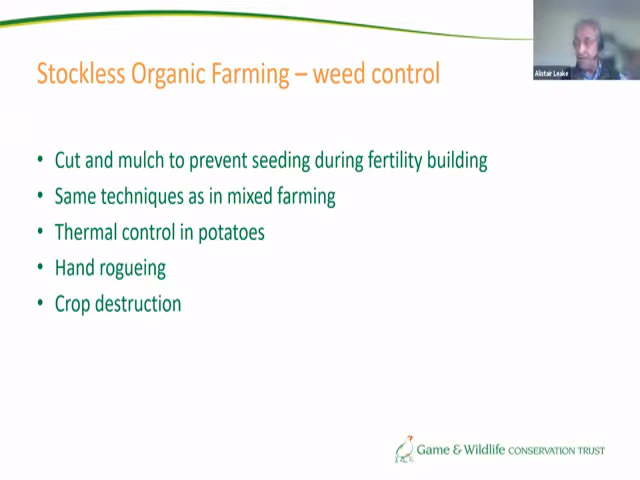 Alistair Leake
Stockless Organic Farming – weed control
• Cut and mulch to prevent seeding during fertility building
• Same techniques as in mixed farming
• Thermal control in potatoes
• Hand rogueing
• Crop destruction
Game & Wildlife CONSERVATION TRUST